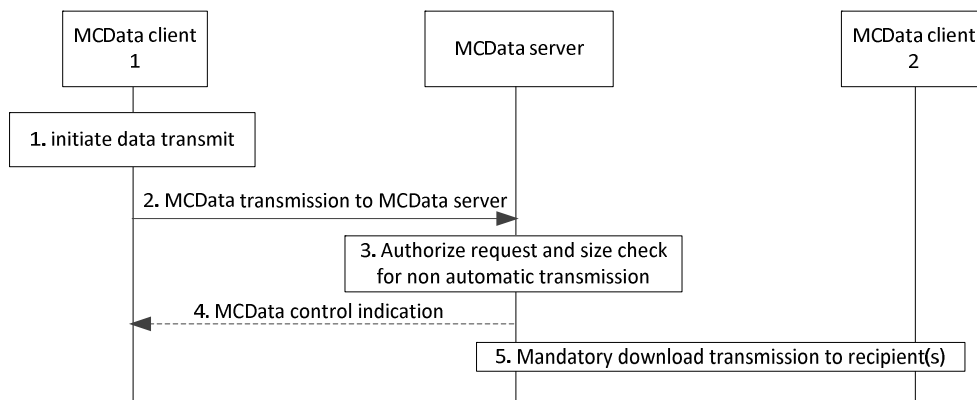 MCData client
1
MCData server
MCData client
2
1. initiate data transmit
2. MCData transmission to MCData server
3. Authorize request and size check
for non automatic transmission
4. MCData control indication
5. Mandatory download transmission to recipient(s)